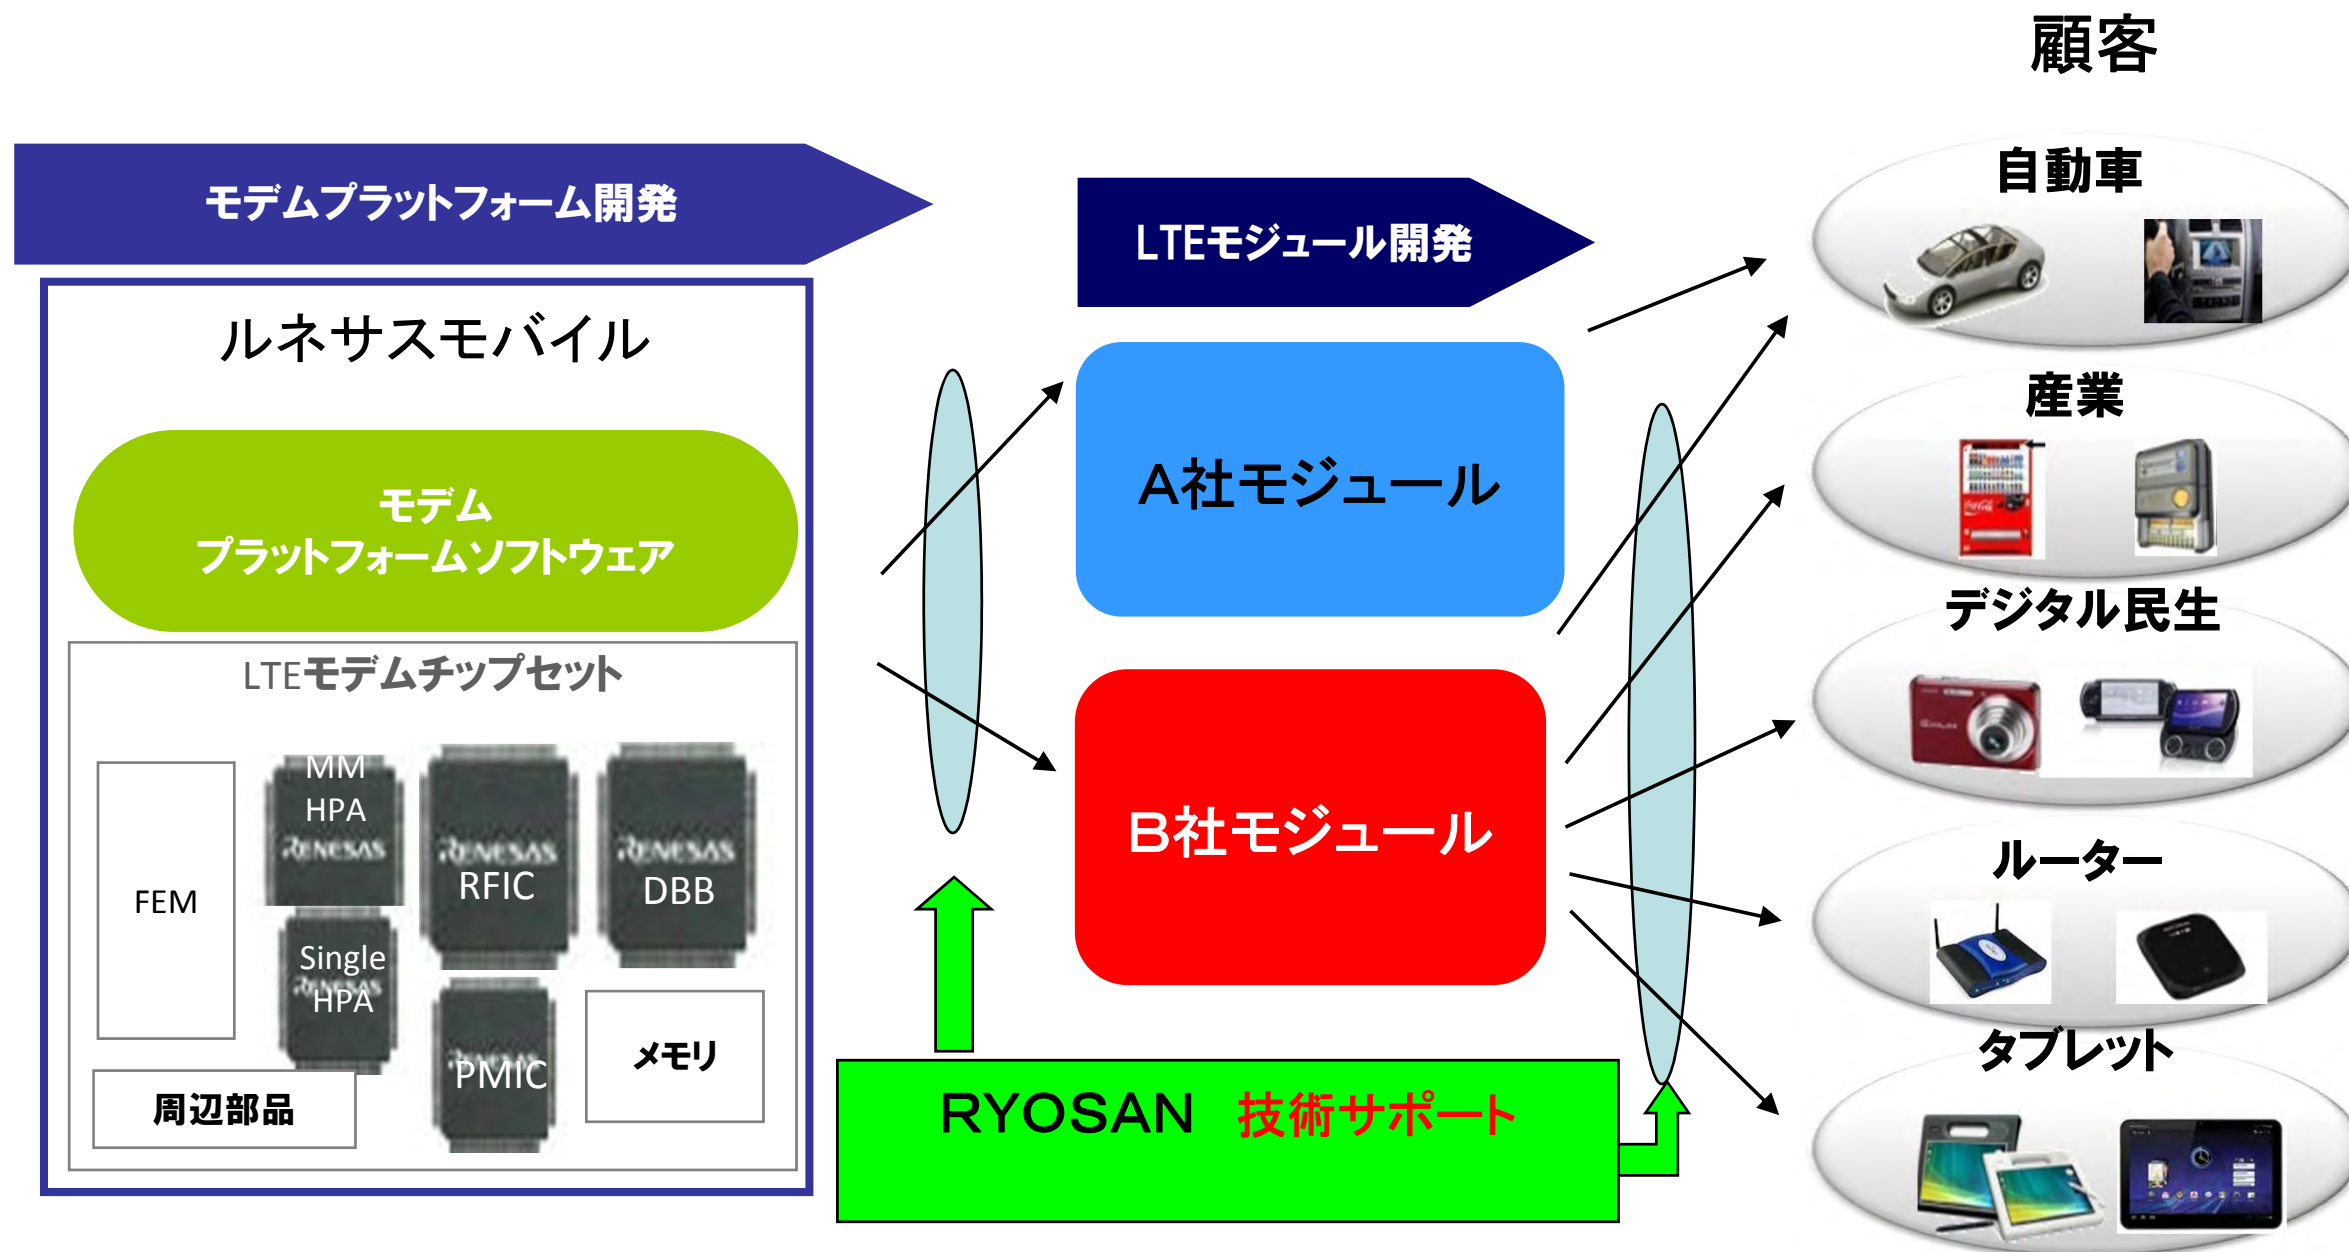 顧客
モデムプラットフォーム開発
LTEモジュール開発
ルネサスモバイル
モデム
プラットフォームソフトウェア
LTEモデムチップセット
FEM
MM
HPA
RENESAS
RENESAS
RFIC
RENESAS
DBB
Single
RENESAS
HPA
RENESAS
PMIC
メモリ
周辺部品
A社モジュール
B社モジュール
RYOSAN 技術サポート
自動車
産業
デジタル民生
ルーター
タブレット